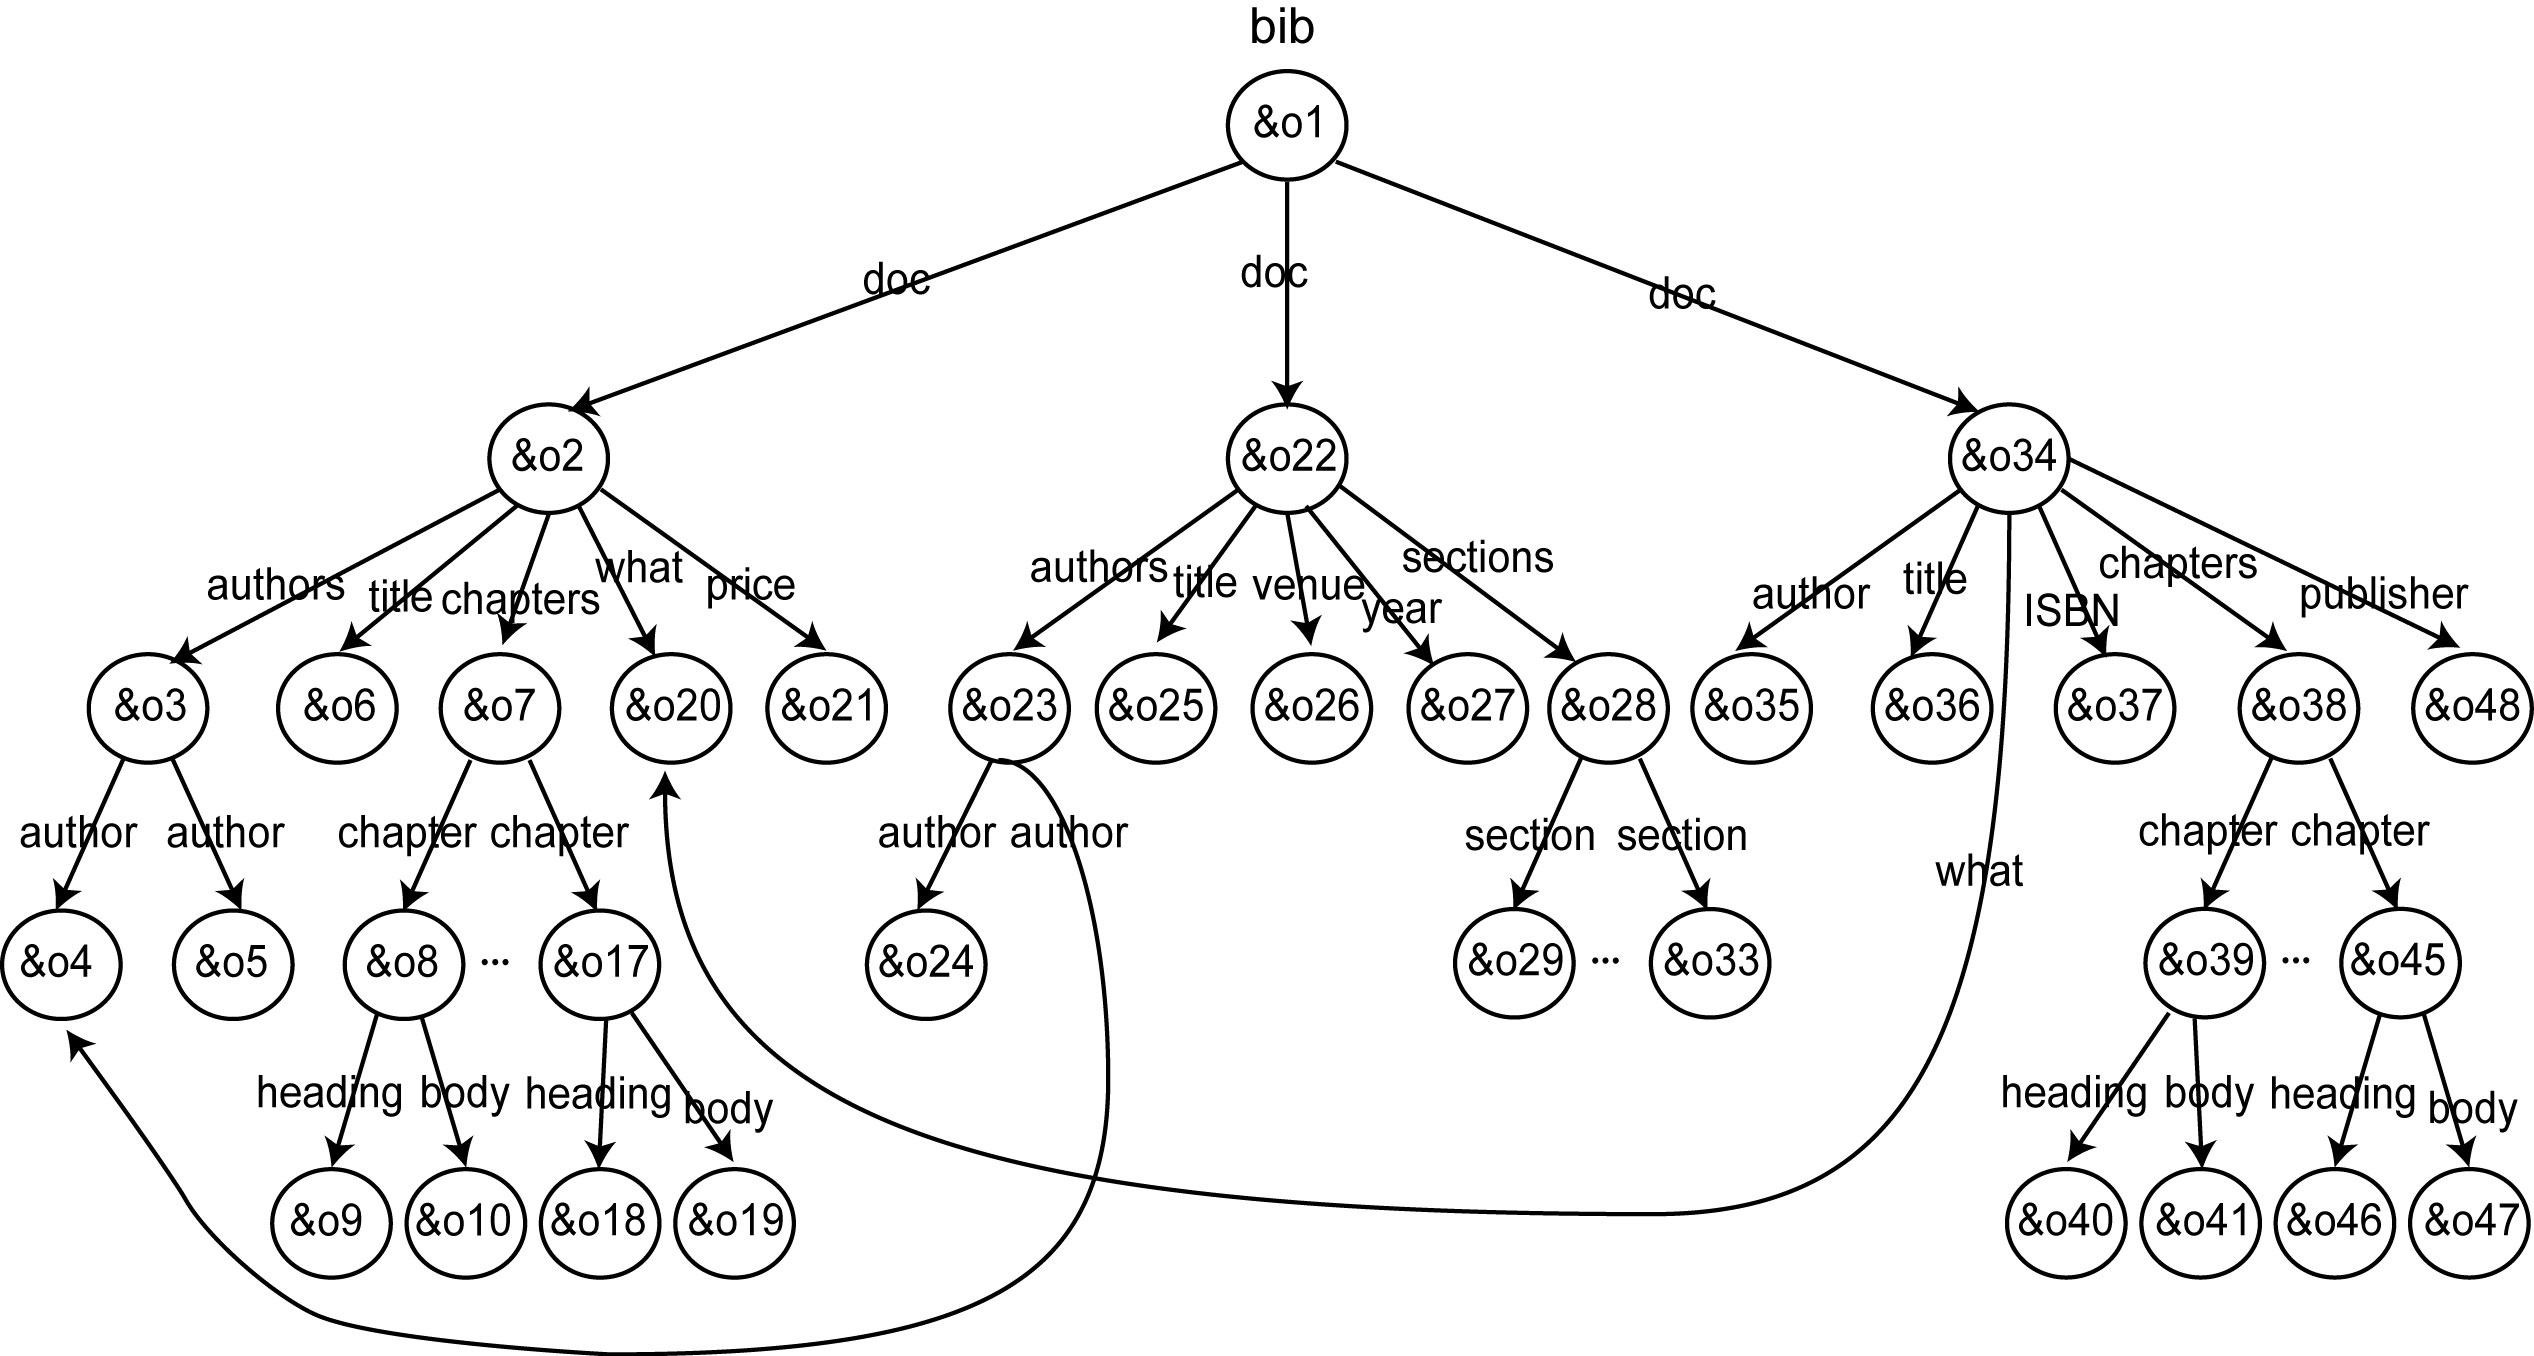 bib
&o1
doc doc doc
&o2 &o22 &o34
authors title chapters what price authors title venue year sections author title ISBN chapters publisher
&o3 &o6 &o7 &o20 &o21 &o23 &o25 &o26 &o27 &o28 &o35 &o36 &o37 &o38 &o48
author author chapter chapter author author section section what chapter chapter
&o4 &o5 &o8 ... &o17 &o24 &o29 ... &o33 &o39 ... &o45
heading body heading body heading body heading body
&o9 &o10 &o18 &o19 &o40 &o41 &o46 &o47